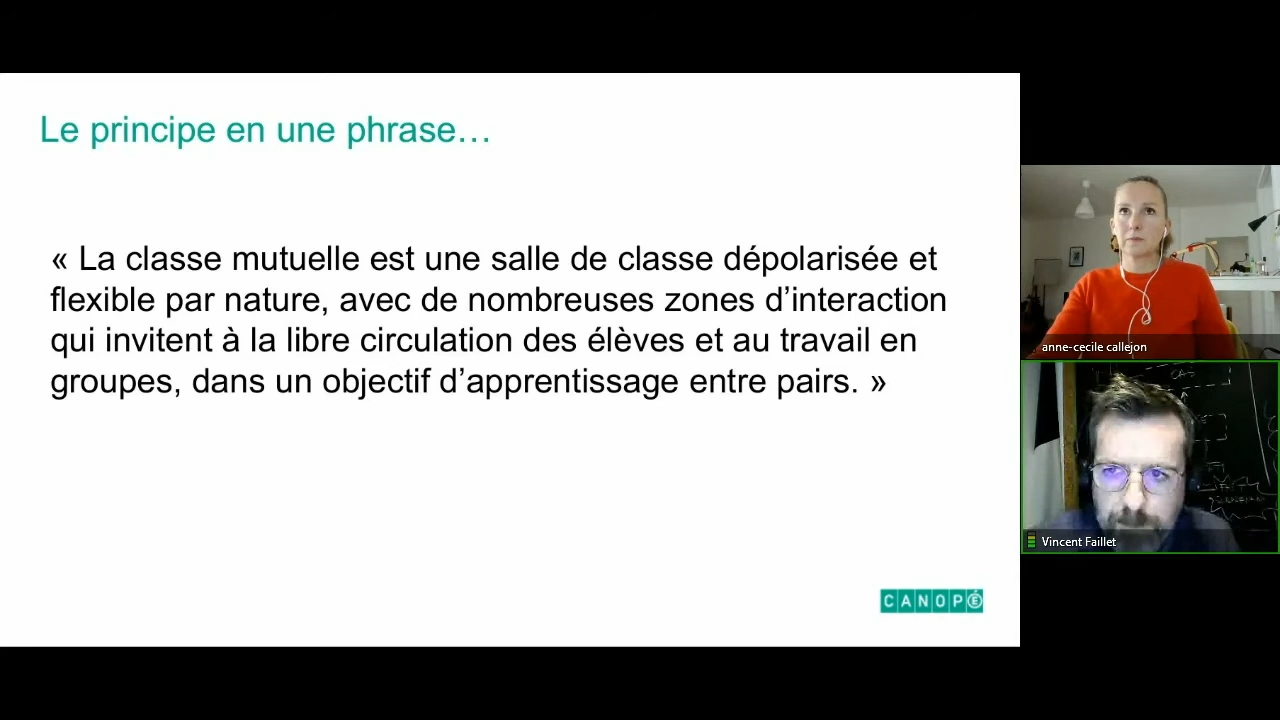 Le principe en une phrase…
« La classe mutuelle est une salle de classe dépolarisée et
flexible par nature, avec de nombreuses zones d’interaction
qui invitent à la libre circulation des élèves et au travail en
groupes, dans un objectif d’apprentissage entre pairs. »
CANOPÉ
anne-cecile callejon
Vincent Faillet